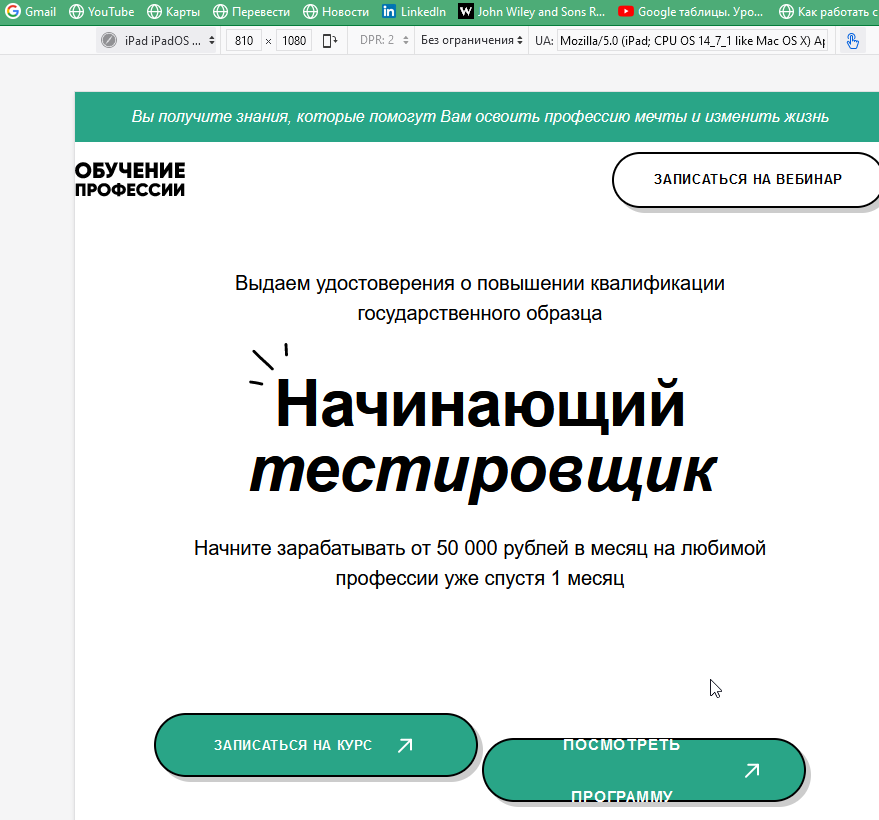 Gmail YouTube Карты Перевести Новости LinkedIn John Wiley and Sons R... Google таблицы. Уро... Как работать с
iPad iPadOS ... 810 × 1080 DPR: 2 Без ограничения UA: Mozilla/5.0 (iPad; CPU OS 14_7_1 like Mac OS X) Ap
Вы получите знания, которые помогут Вам освоить профессию мечты и изменить жизнь
ОБУЧЕНИЕ
ПРОФЕССИИ
ЗАПИСАТЬСЯ НА ВЕБИНАР
Выдаем удостоверения о повышении квалификации
государственного образца
Начинающий
тестировщик
Начните зарабатывать от 50 000 рублей в месяц на любимой
профессии уже спустя 1 месяц
ЗАПИСАТЬСЯ НА КУРС
ПОСМОТРЕТЬ
ПРОГРАММУ